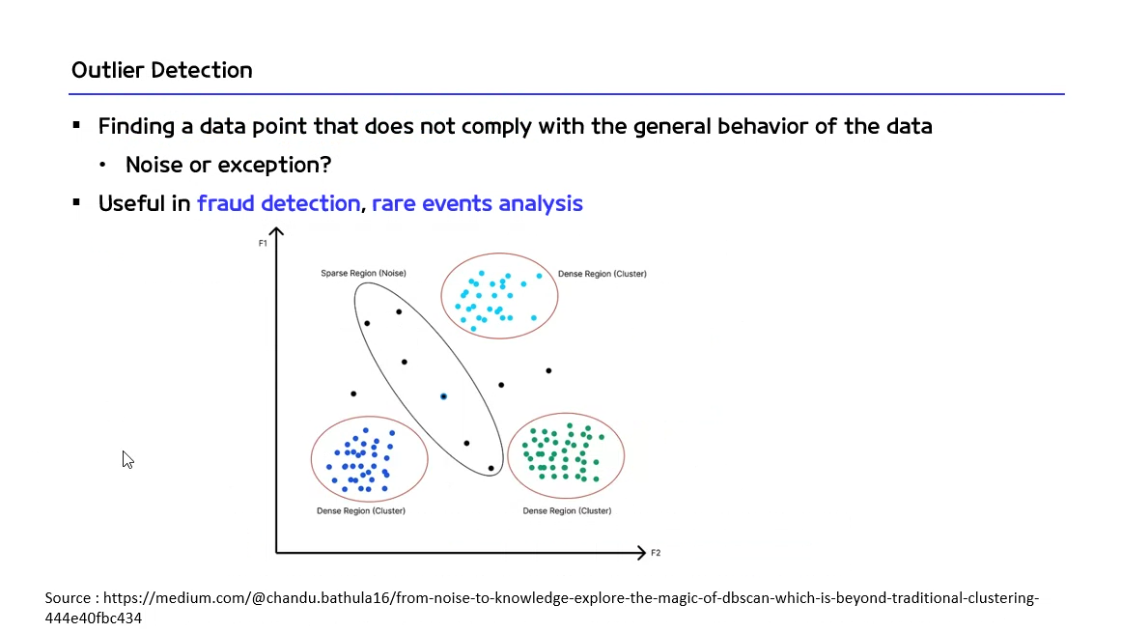 Outlier Detection
▪ Finding a data point that does not comply with the general behavior of the data
• Noise or exception?
▪ Useful in fraud detection, rare events analysis
F1
Sparse Region (Noise)
Dense Region (Cluster)
Dense Region (Cluster)
Dense Region (Cluster)
F2
Source : https://medium.com/@chandu.bathula16/from-noise-to-knowledge-explore-the-magic-of-dbscan-which-is-beyond-traditional-clustering-
444e40fbc434